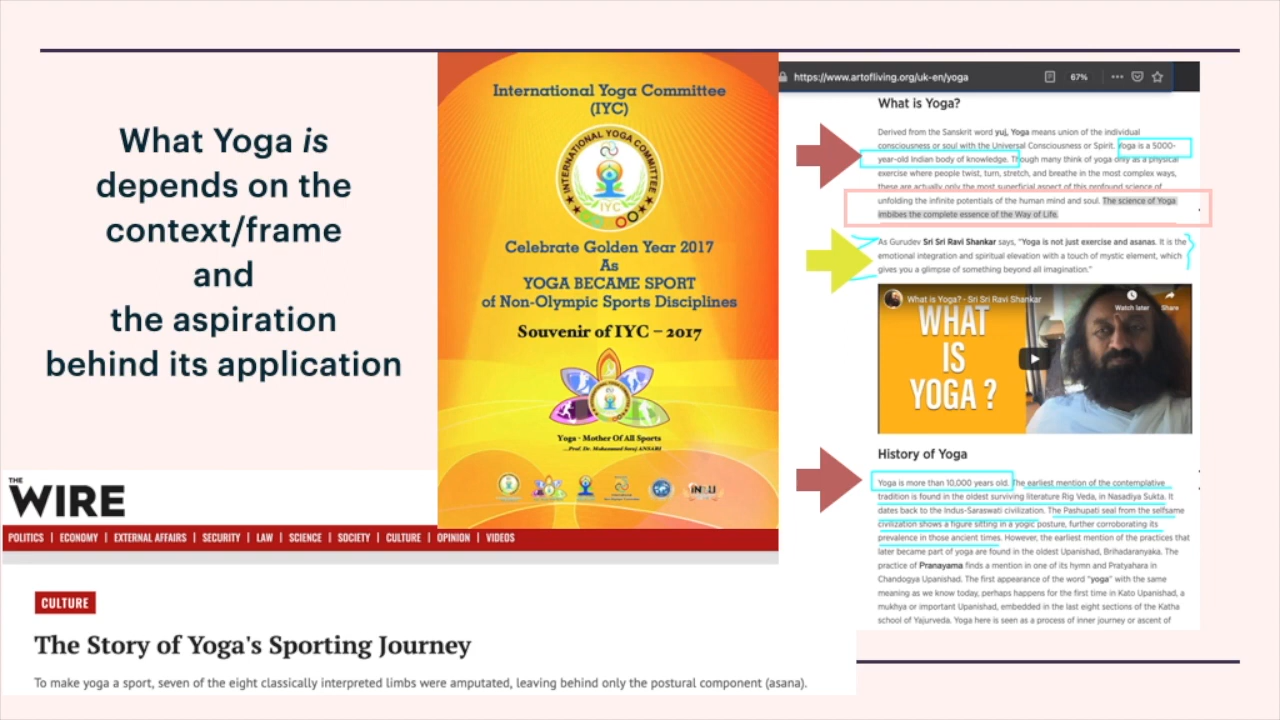 What Yoga is
depends on the
context/frame
and
the aspiration
behind its application
International Yoga Committee
(IYC)
INTERNATIONAL YOGA COMMITTEE
IYC
Celebrate Golden Year 2017
As
YOGA BECAME SPORT
of Non-Olympic Sports Disciplines
Souvenir of IYC – 2017
Yoga - Mother Of All Sports
https://www.artofliving.org/uk-en/yoga
67%
What is Yoga?
Derived from the Sanskrit word yuj, Yoga means union of the individual
consciousness or soul with the Universal Consciousness or Spirit. Yoga is a 5000-
year-old Indian body of knowledge. Though many think of yoga only as a physical
exercise where people twist, turn, stretch, and breathe in the most complex ways,
these are actually only the most superficial aspect of this profound science of
unfolding the infinite potentials of the human mind and soul. The science of Yoga
imbibes the complete essence of the Way of Life.
As Gurudev Sri Sri Ravi Shankar says, "Yoga is not just exercise and asanas. It is the
emotional integration and spiritual elevation with a touch of mystic element, which
gives you a glimpse of something beyond all imagination."
What is Yoga? - Sri Sri Ravi Shankar
Watch later
Share
WHAT
IS
YOGA ?
History of Yoga
Yoga is more than 10,000 years old. The earliest mention of the contemplative
tradition is found in the oldest surviving literature Rig Veda, in Nasadiya Sukta. It
dates back to the Indus-Saraswati civilization. The Pashupati seal from the selfsame
civilization shows a figure sitting in a yogic posture, further corroborating its
prevalence in those ancient times. However, the earliest mention of the practices that
later became part of yoga are found in the oldest Upanishad, Brihadaranyaka. The
practice of Pranayama finds a mention in one of its hymn and Pratyahara in
Chandogya Upanishad. The first appearance of the word "yoga" with the same
meaning as we know today, perhaps happens for the first time in Kato Upanishad, a
mukhya or important Upanishad, embedded in the last eight sections of the Katha
school of Yajurveda. Yoga here is seen as a process of inner journey or ascent of
THE
WIRE
POLITICS | ECONOMY | EXTERNAL AFFAIRS | SECURITY | LAW | SCIENCE | SOCIETY | CULTURE | OPINION | VIDEOS
CULTURE
The Story of Yoga's Sporting Journey
To make yoga a sport, seven of the eight classically interpreted limbs were amputated, leaving behind only the postural component (asana).